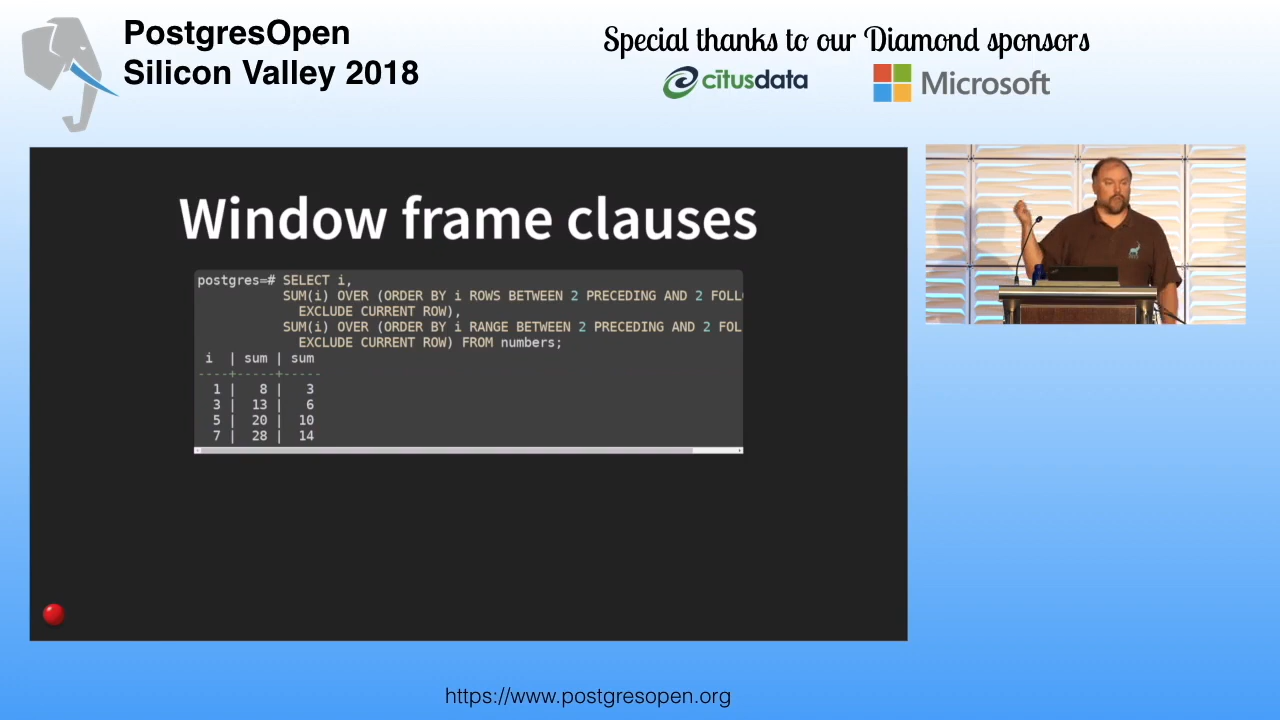 PostgresOpen
Silicon Valley 2018
Special thanks to our Diamond sponsors
citusdata
Microsoft
Window frame clauses
postgres=# SELECT i,
SUM(i) OVER (ORDER BY i ROWS BETWEEN 2 PRECEDING AND 2 FOLL
EXCLUDE CURRENT ROW),
SUM(i) OVER (ORDER BY i RANGE BETWEEN 2 PRECEDING AND 2 FOL
EXCLUDE CURRENT ROW) FROM numbers;
i | sum | sum
----+-----+-----
1 | 8 | 3
3 | 13 | 6
5 | 20 | 10
7 | 28 | 14
https://www.postgresopen.org